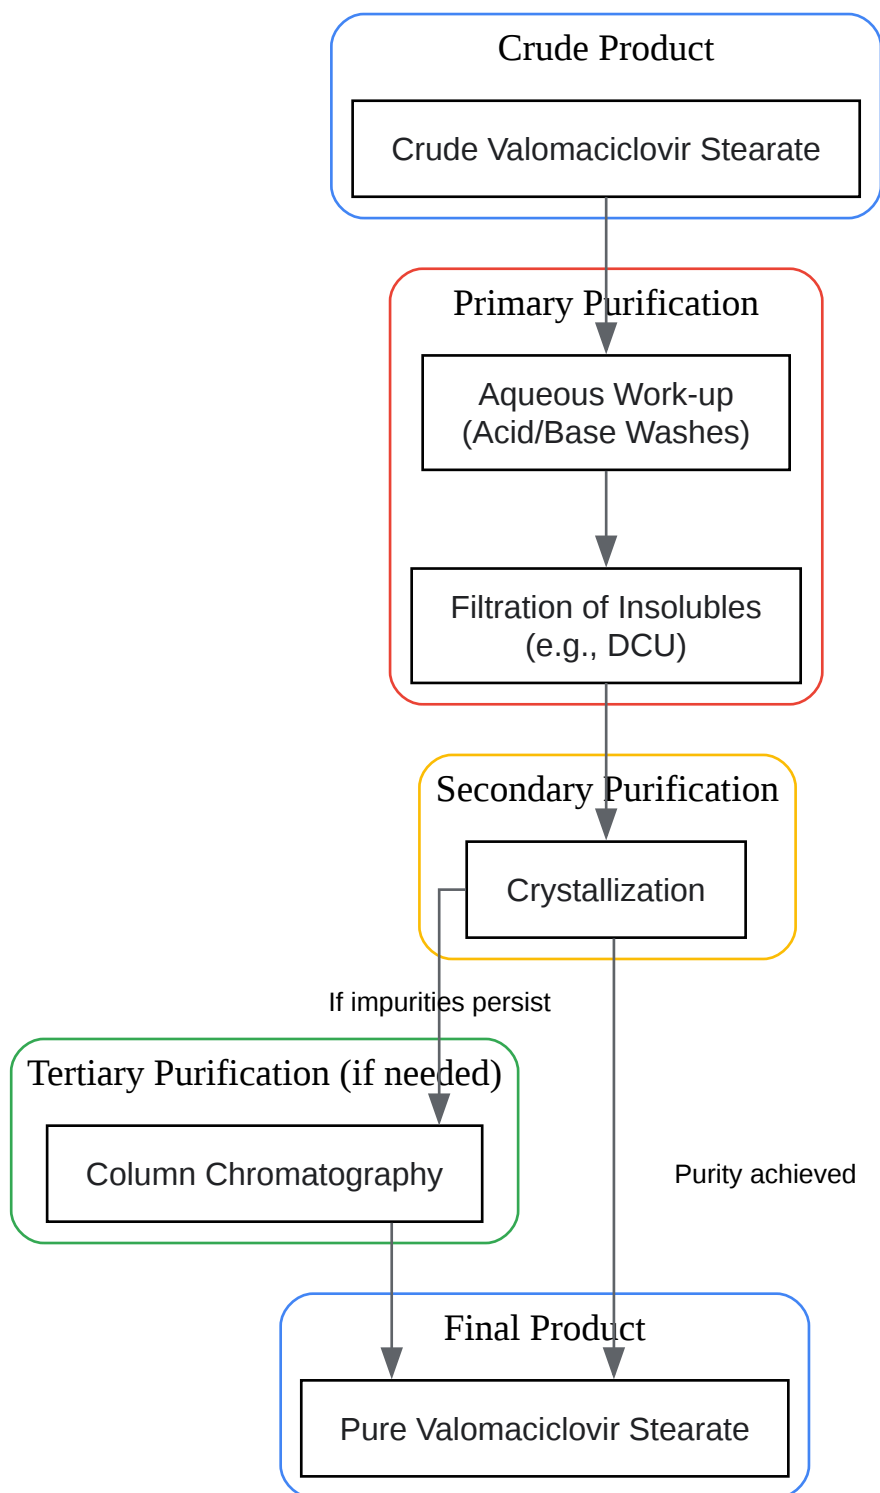 Crude Product
Crude Valomaciclovir Stearate
Primary Purification
Aqueous Work-up
(Acid/Base Washes)
Filtration of Insolubles
(e.g., DCU)
Secondary Purification
Crystallization
If impurities persist
Tertiary Purification (if needed)
Column Chromatography
Purity achieved
Final Product
Pure Valomaciclovir Stearate